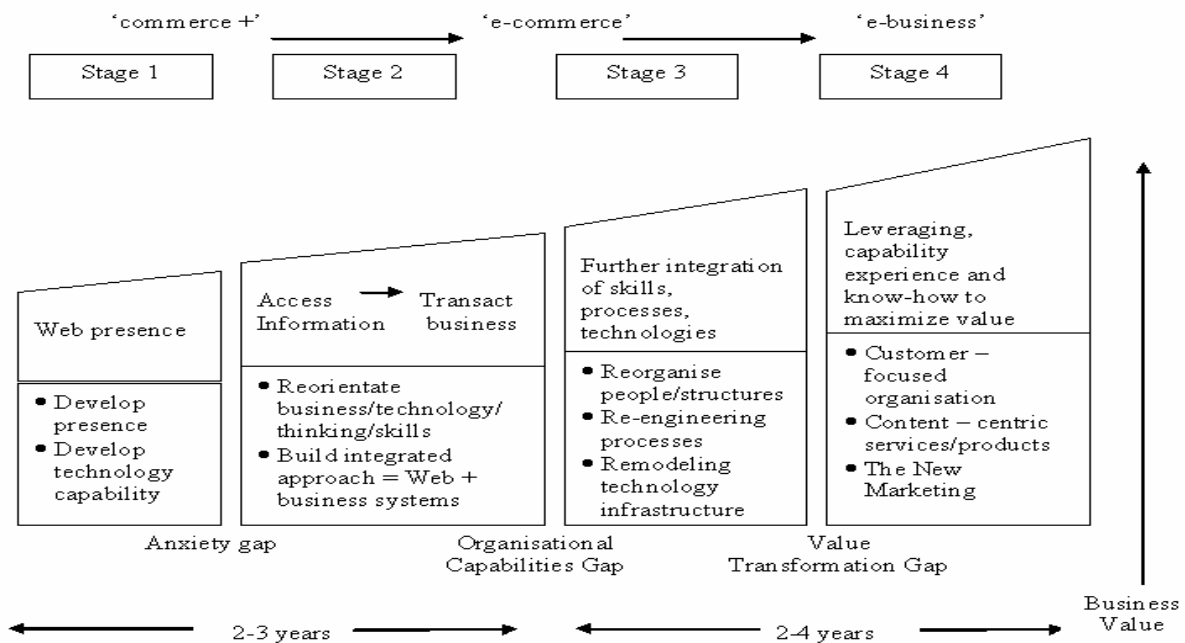 ‘commerce +’ ‘e-commerce’ ‘e-business’
Stage 1 Stage 2 Stage 3 Stage 4
Web presence
• Develop
presence
• Develop
technology
capability
Access Transact
Information business
• Reorientate
business/technology/
thinking/skills
• Build integrated
approach = Web +
business systems
Further integration
of skills,
processes,
technologies
• Reorganise
people/structures
• Re-engineering
processes
• Remodeling
technology
infrastructure
Leveraging,
capability
experience and
know-how to
maximize value
• Customer –
focused
organisation
• Content – centric
services/products
• The New
Marketing
Anxiety gap
Organisational
Capabilities Gap
Value
Transformation Gap
2-3 years
2-4 years
Business
Value